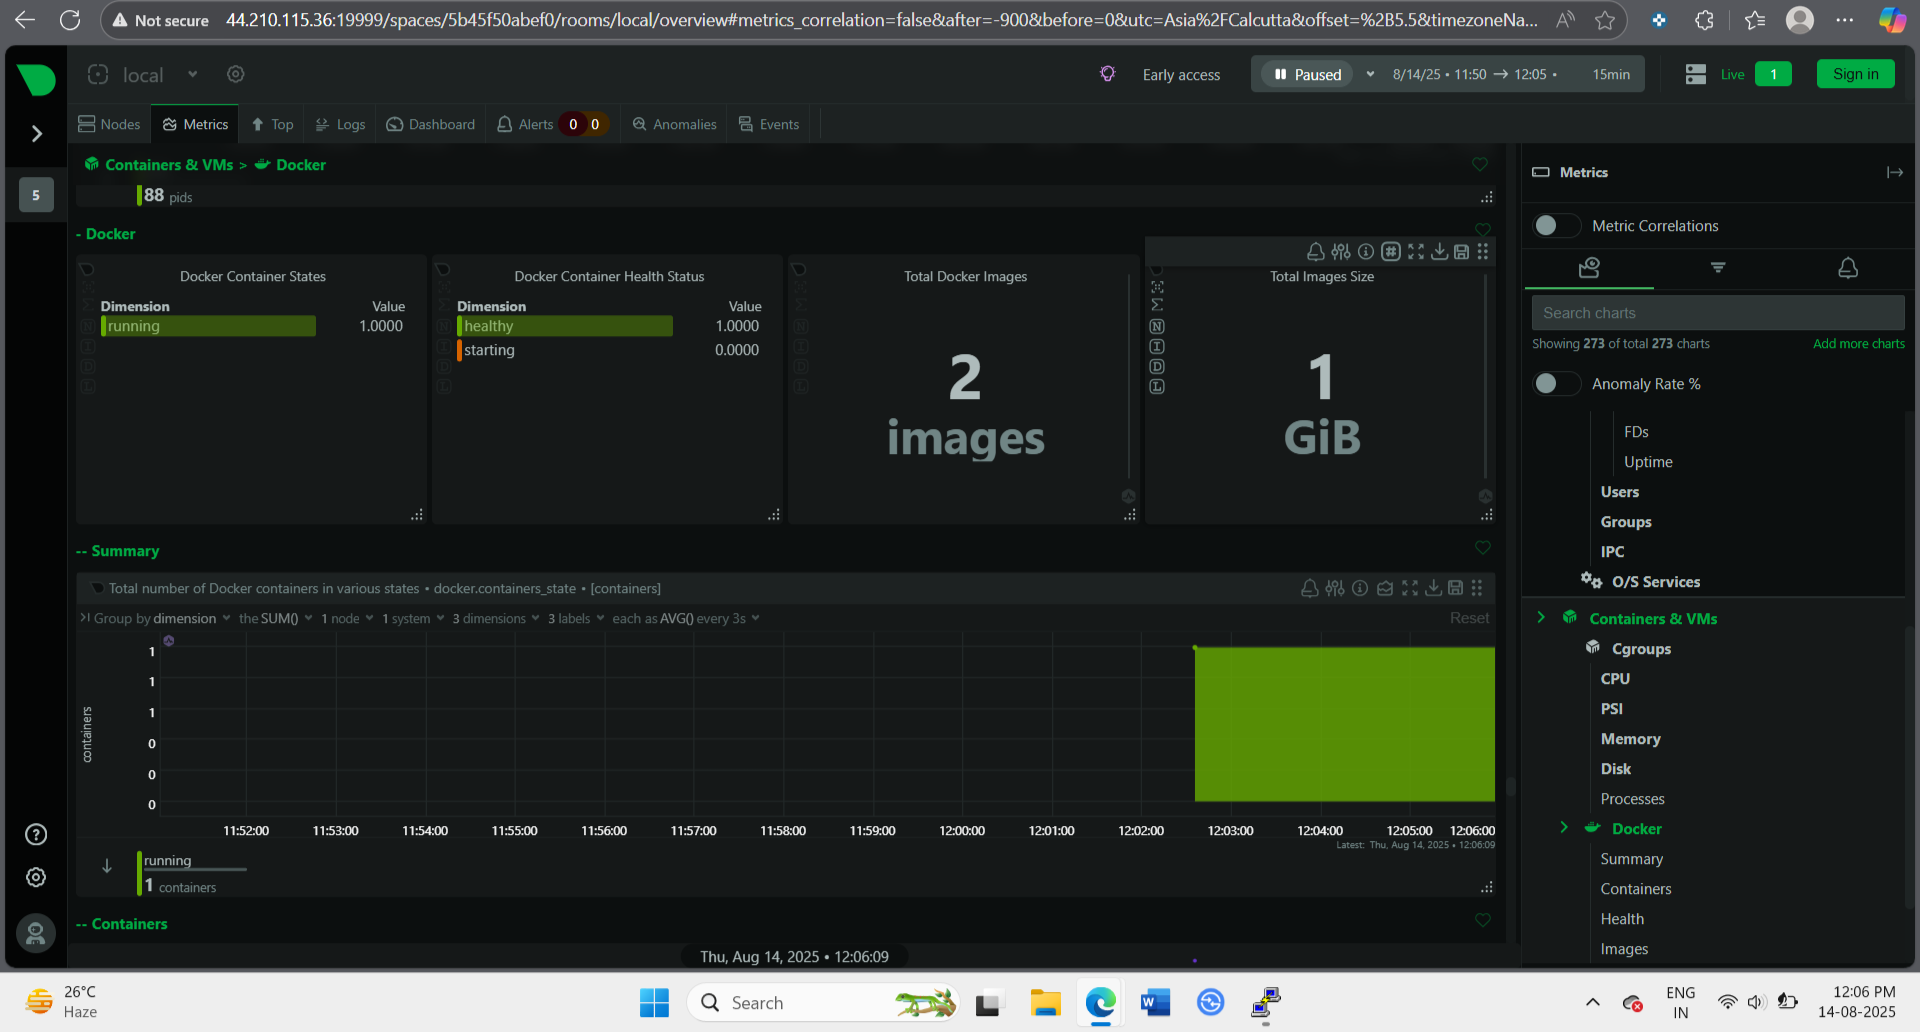 Not secure 44.210.115.36:19999/spaces/5b45f50abef0/rooms/local/overview#metrics_correlation=false&after=-900&before=0&utc=Asia%2FCalcutta&offset=%2B5.5&timezoneNa...
local
Early access
Paused 8/14/25 • 11:50 → 12:05 • 15min
Live 1
Sign in
Nodes Metrics Top Logs Dashboard Alerts 0 0 Anomalies Events
5
Containers & VMs > Docker
88 pids
- Docker
Docker Container States
Dimension Value
running 1.0000
Docker Container Health Status
Dimension Value
healthy 1.0000
starting 0.0000
Total Docker Images
2
images
Total Images Size
N
I
D
L
1
GiB
-- Summary
Total number of Docker containers in various states • docker.containers_state • [containers]
Group by dimension the SUM() 1 node 1 system 3 dimensions 3 labels each as AVG() every 3s Reset
containers
1
1
1
0
0
0
11:52:00 11:53:00 11:54:00 11:55:00 11:56:00 11:57:00 11:58:00 11:59:00 12:00:00 12:01:00 12:02:00 12:03:00 12:04:00 12:05:00 12:06:00
Latest: Thu, Aug 14, 2025 • 12:06:09
running
1 containers
-- Containers
Thu, Aug 14, 2025 • 12:06:09
Metrics
Metric Correlations
Search charts
Showing 273 of total 273 charts Add more charts
Anomaly Rate %
FDs
Uptime
Users
Groups
IPC
O/S Services
Containers & VMs
Cgroups
CPU
PSI
Memory
Disk
Processes
Docker
Summary
Containers
Health
Images
26°C
Haze
Search
ENG
IN
12:06 PM
14-08-2025